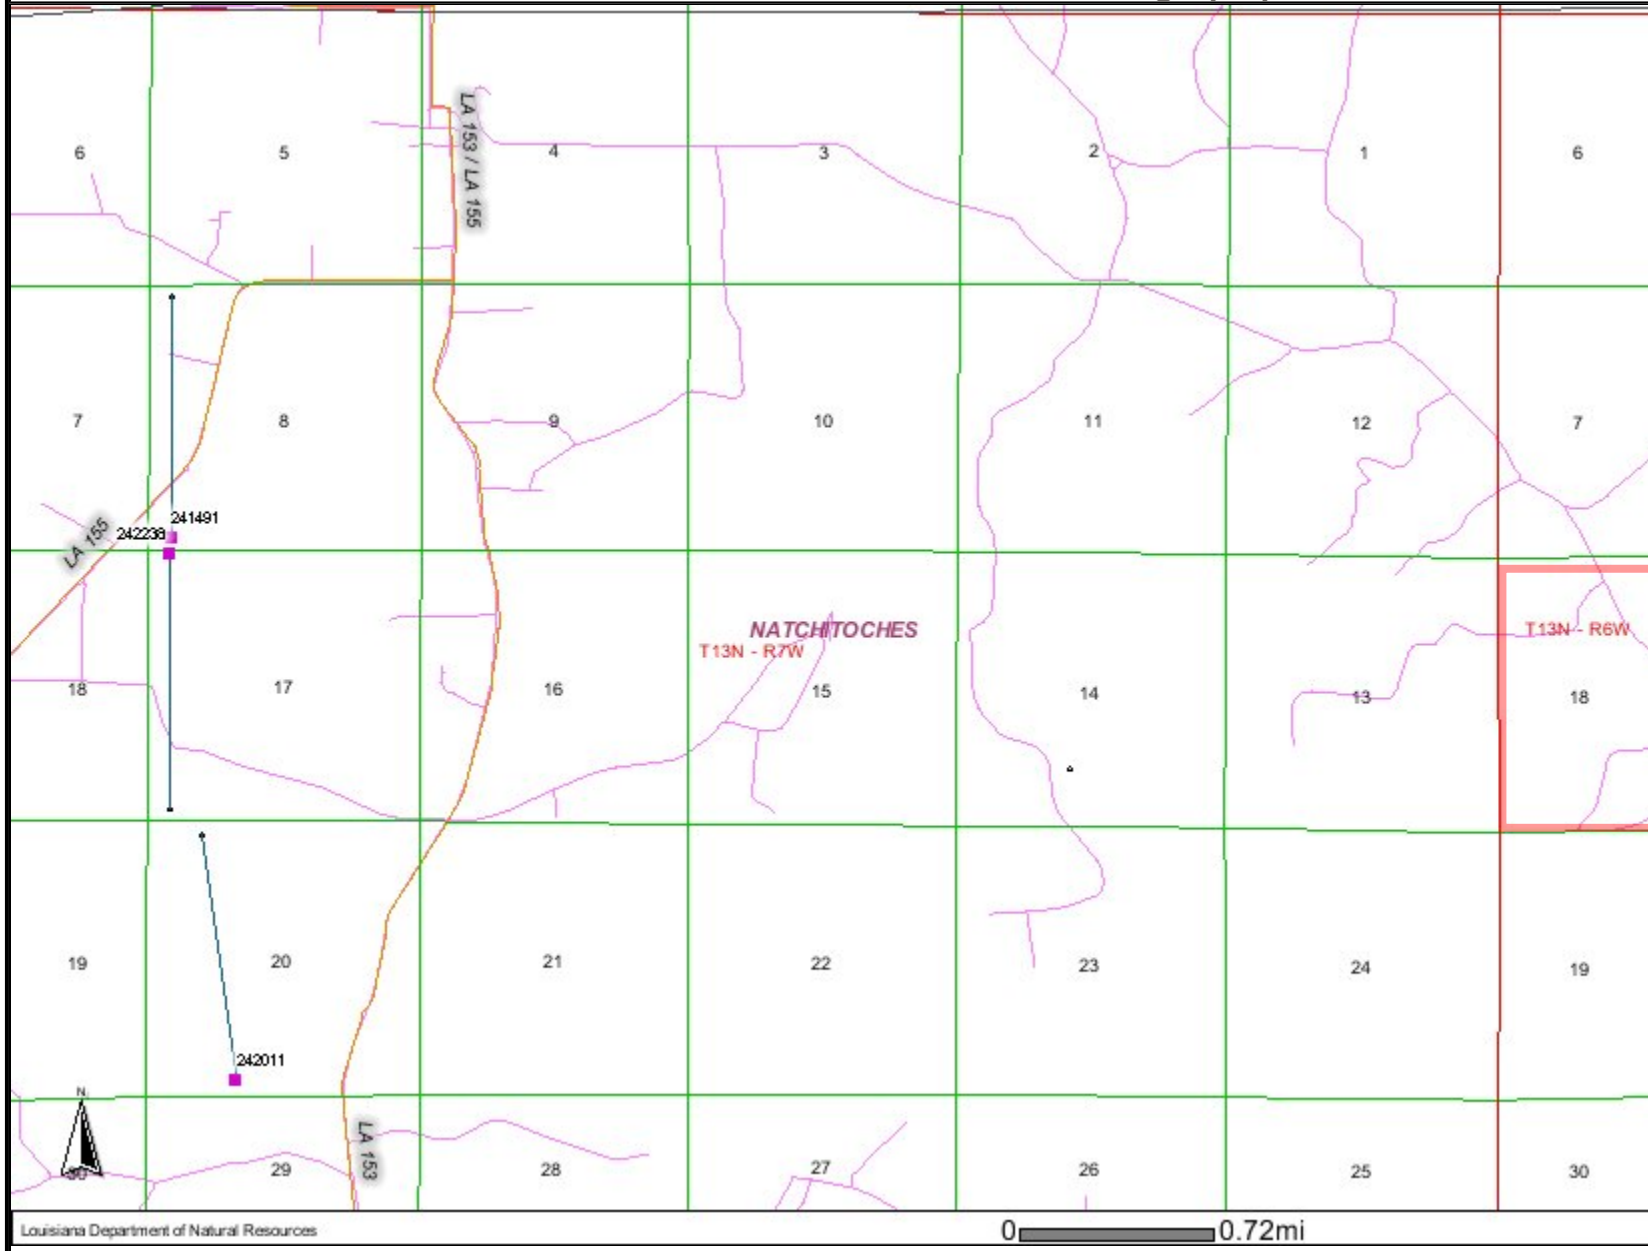 LA 153 / LA 155
6 5 4 3 2 1 6
7 8 9 10 11 12 7
241491
242238
LA 155
NATCHITOCHES
T13N - R7W
T13N - R6W
18 17 16 15 14 13 18
19 20 21 22 23 24 19
242011
N
LA 153
30 29 28 27 26 25 30
Louisiana Department of Natural Resources
0 0.72mi